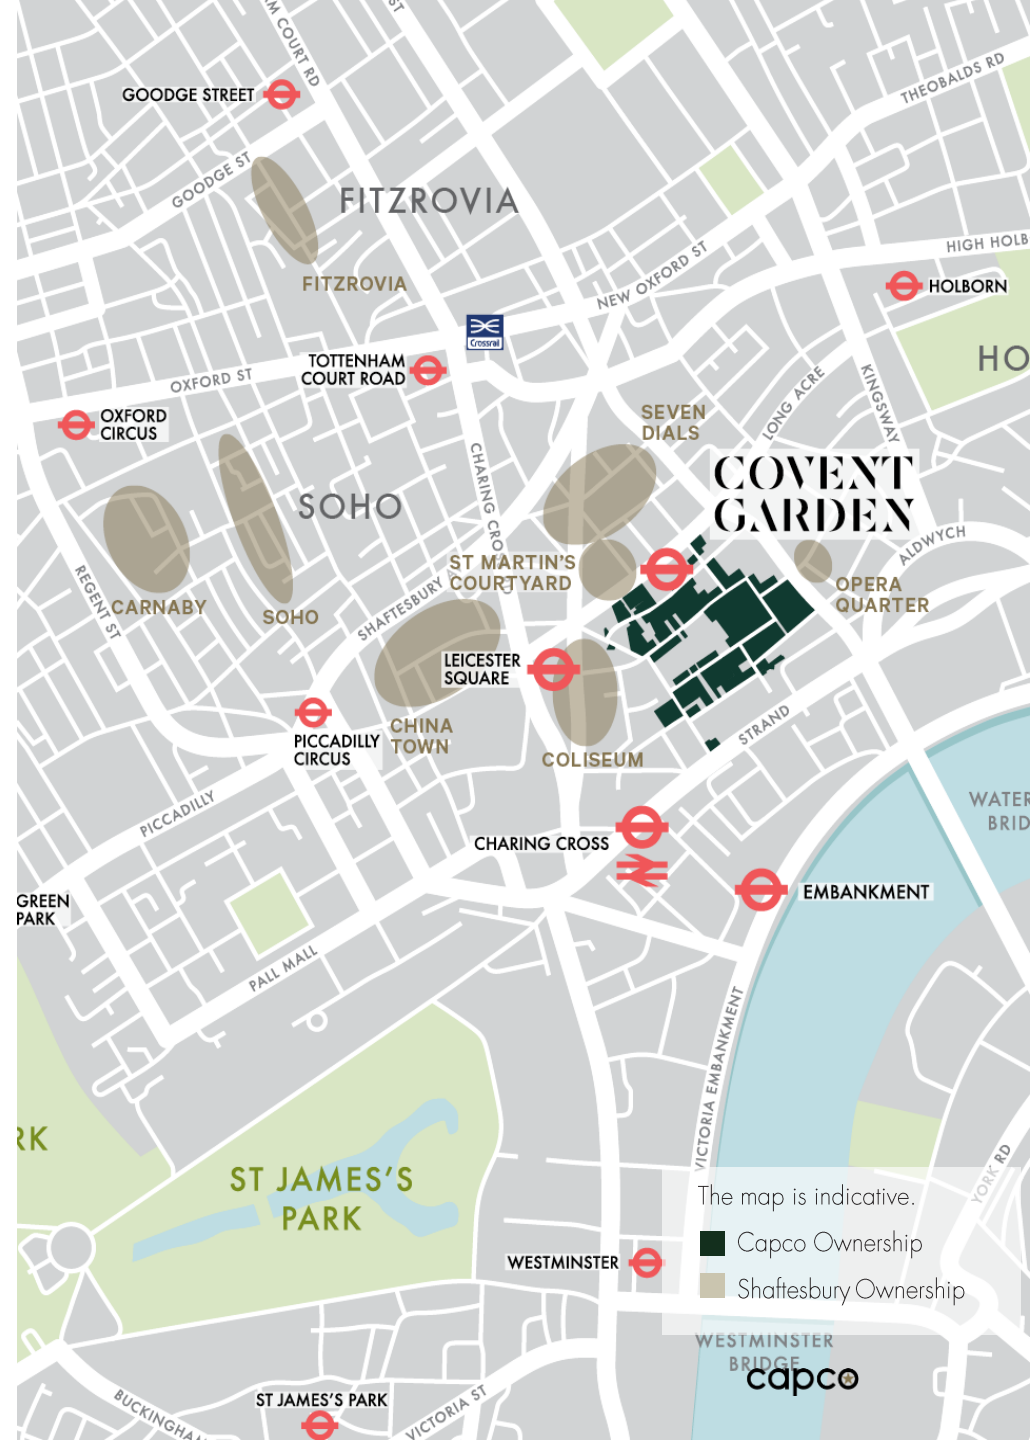 M COURT RD
ST
THEOBALDS RD
GOODGE STREET
GOODGE ST
FITZROVIA
HIGH HOLB
NEW OXFORD ST
HOLBORN
FITZROVIA
Crossrail
TOTTENHAM
COURT ROAD
HO
OXFORD ST
LONG ACRE
KINGSWAY
OXFORD
CIRCUS
SEVEN
DIALS
CHARING CRO
COVENT
GARDEN
SOHO
ALDWYCH
ST MARTIN'S
COURTYARD
REGENT ST
CARNABY
SOHO
SHAFTESBURY
OPERA
QUARTER
LEICESTER
SQUARE
CHINA
TOWN
PICCADILLY
CIRCUS
STRAND
COLISEUM
PICCADILLY
WATER
BRID
CHARING CROSS
EMBANKMENT
GREEN
PARK
PALL MALL
VICTORIA EMBANKMENT
RK
ST JAMES'S
PARK
YORK RD
The map is indicative.
Capco Ownership
WESTMINSTER
Shaftesbury Ownership
WESTMINSTER
BRIDGE
capco
ST JAMES'S PARK
BUCKINGHAM
VICTORIA ST